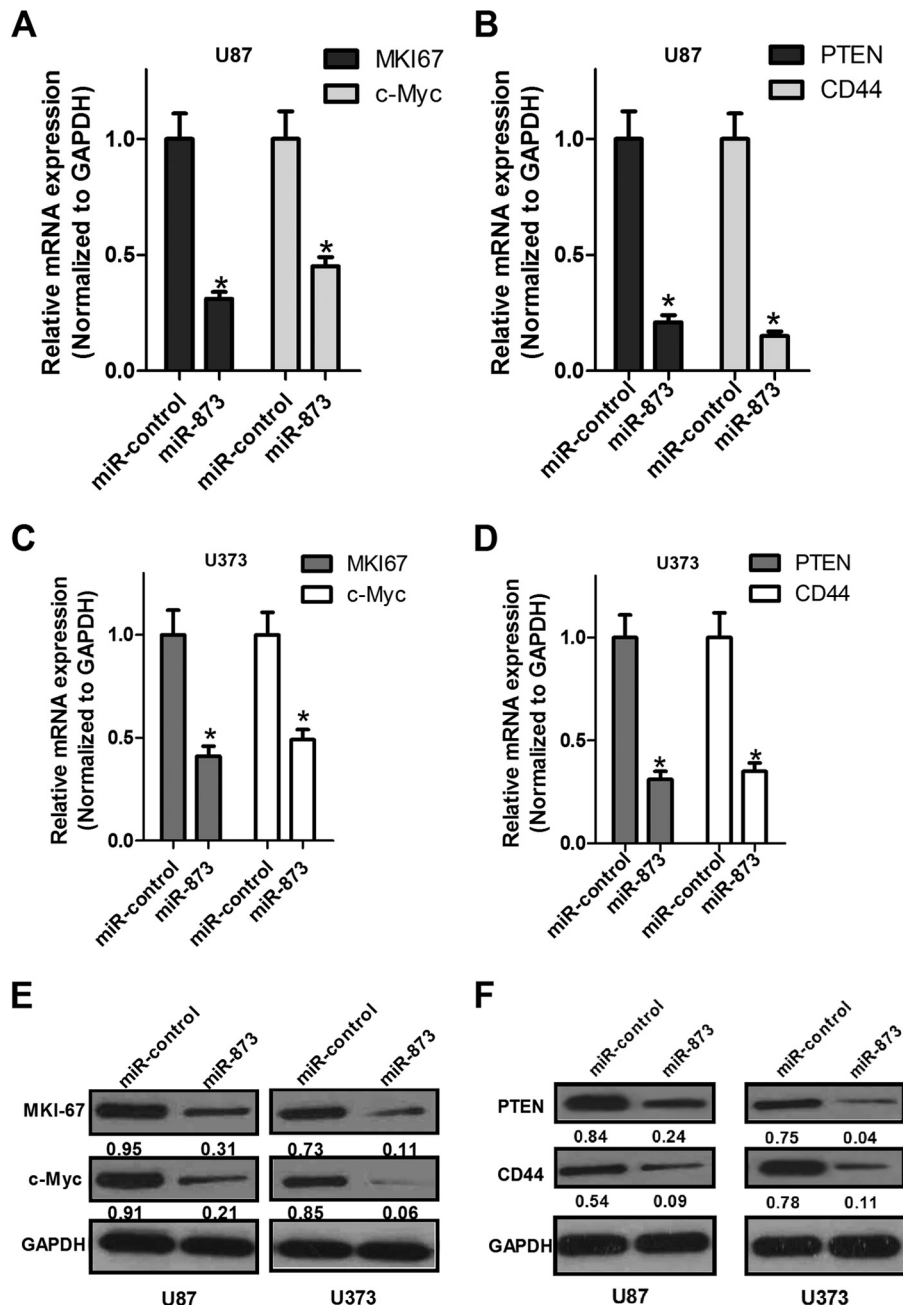 A
U87
MKI67
c-Myc
Relative mRNA expression
(Normalized to GAPDH)
1.0
0.5
0.0
*
*
miR-control
miR-873
miR-control
miR-873
B
U87
PTEN
CD44
Relative mRNA expression
(Normalized to GAPDH)
1.0
0.5
0.0
*
*
miR-control
miR-873
miR-control
miR-873
C
U373
MKI67
c-Myc
Relative mRNA expression
(Normalized to GAPDH)
1.0
0.5
0.0
*
*
miR-control
miR-873
miR-control
miR-873
D
U373
PTEN
CD44
Relative mRNA expression
(Normalized to GAPDH)
1.0
0.5
0.0
*
*
miR-control
miR-873
miR-control
miR-873
E
miR-control miR-873 miR-control miR-873
MKI-67
0.95 0.31 0.73 0.11
c-Myc
0.91 0.21 0.85 0.06
GAPDH
U87 U373
F
miR-control miR-873 miR-control miR-873
PTEN
0.84 0.24 0.75 0.04
CD44
0.54 0.09 0.78 0.11
GAPDH
U87 U373